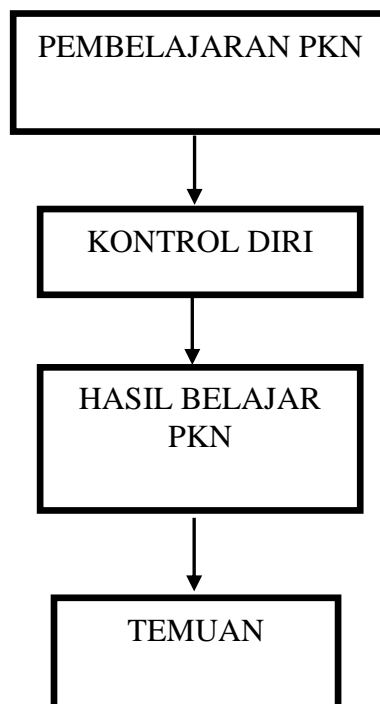 PEMBELAJARAN PKN
KONTROL DIRI
HASIL BELAJAR
PKN
TEMUAN